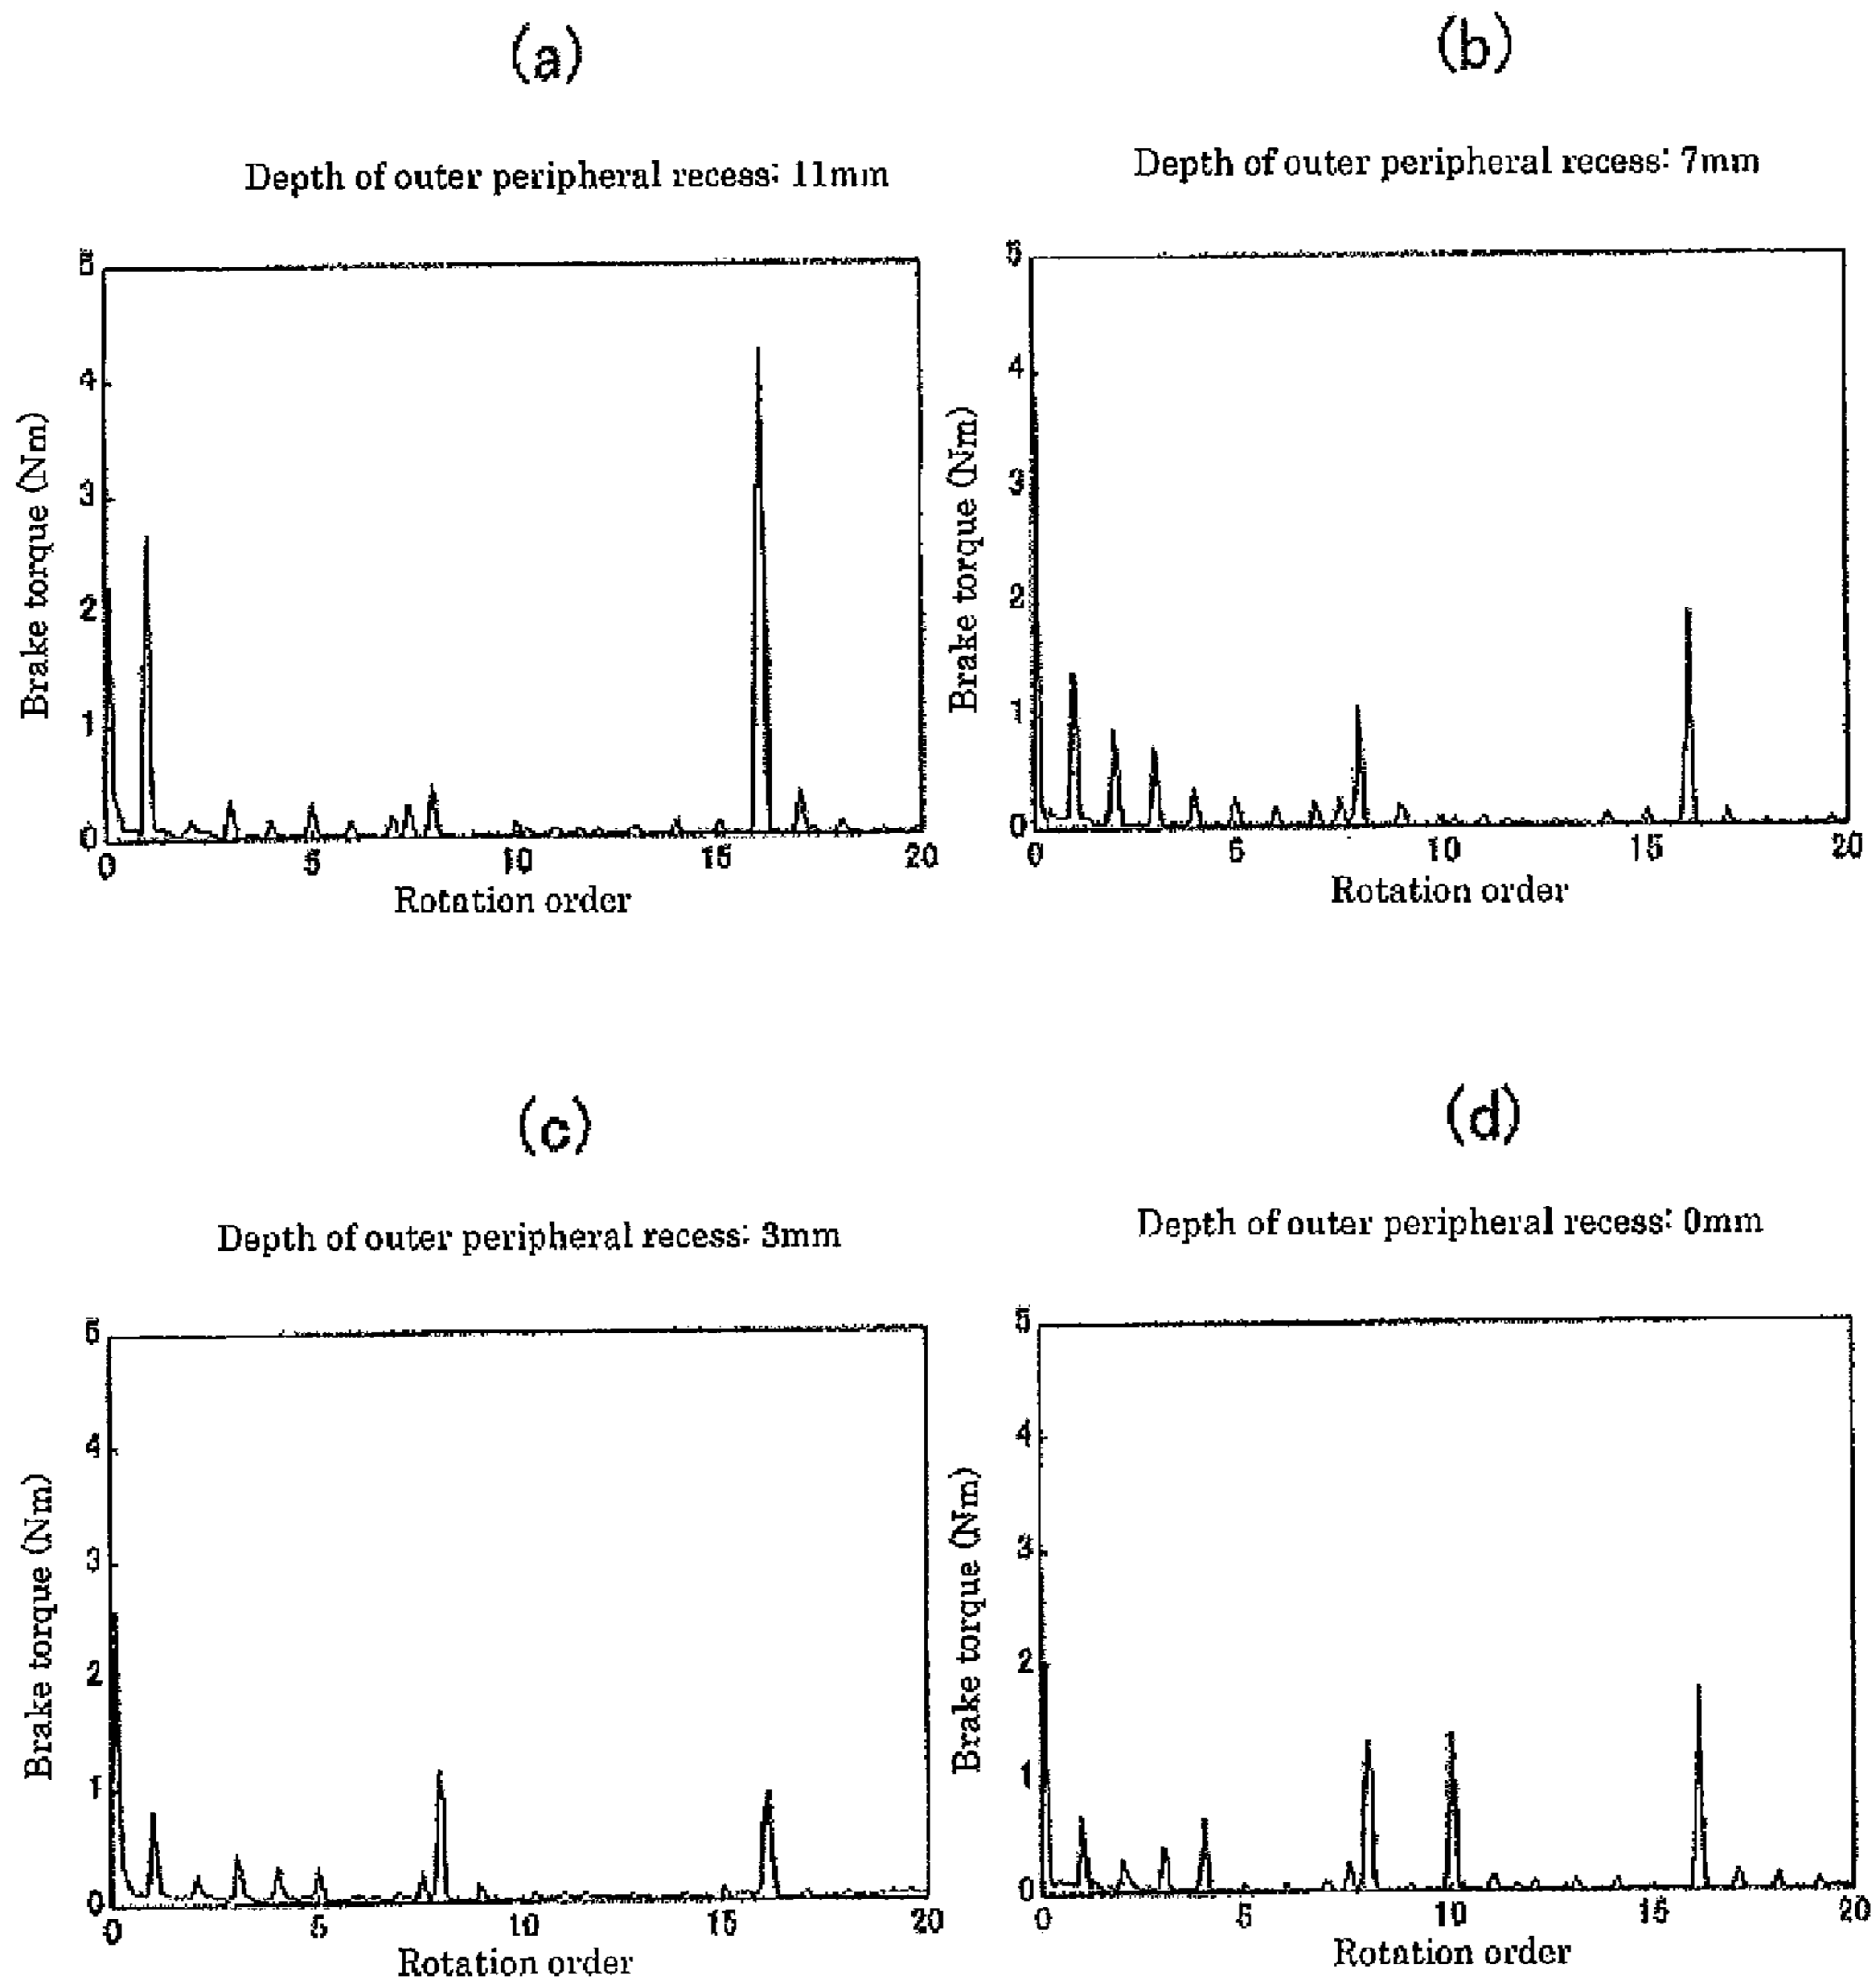 (a)
Depth of outer peripheral recess: 11mm
Brake torque (Nm)
5
4
3
2
1
0
0 5 10 15 20
Rotation order
(b)
Depth of outer peripheral recess: 7mm
Brake torque (Nm)
5
4
3
2
1
0
0 5 10 15 20
Rotation order
(c)
Depth of outer peripheral recess: 3mm
Brake torque (Nm)
5
4
3
2
1
0
0 5 10 15 20
Rotation order
(d)
Depth of outer peripheral recess: 0mm
Brake torque (Nm)
5
4
3
2
1
0
0 5 10 15 20
Rotation order